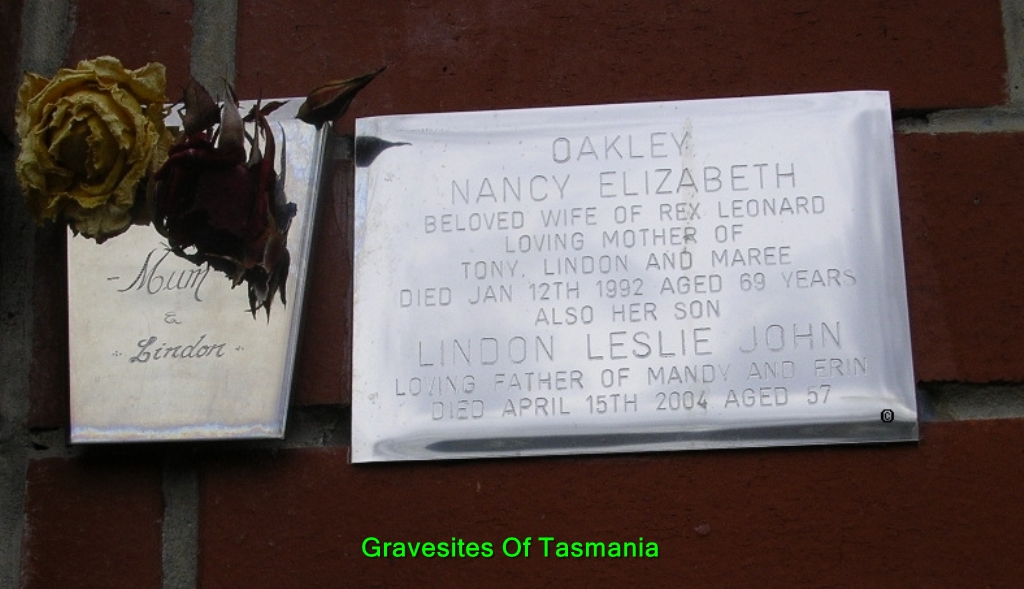 Mum
&
Lindon
OAKLEY
NANCY ELIZABETH
BELOVED WIFE OF REX LEONARD
LOVING MOTHER OF
TONY, LINDON AND MAREE
DIED JAN 12TH 1992 AGED 69 YEARS
ALSO HER SON
LINDON LESLIE JOHN
LOVING FATHER OF MANDY AND ERIN
DIED APRIL 15TH 2004 AGED 57
©
Gravesites Of Tasmania